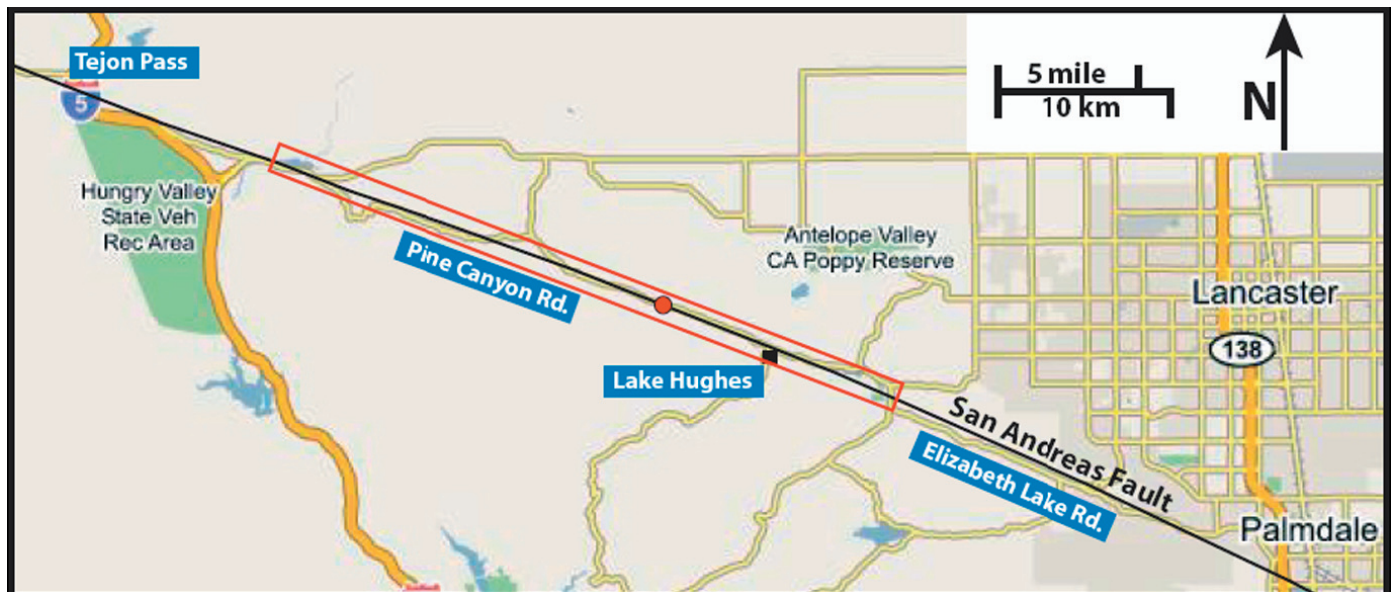 Tejon Pass
5
5 mile
10 km
N
Hungry Valley
State Veh
Rec Area
Pine Canyon Rd.
Antelope Valley
CA Poppy Reserve
Lancaster
138
Lake Hughes
San Andreas Fault
Elizabeth Lake Rd.
Palmdale